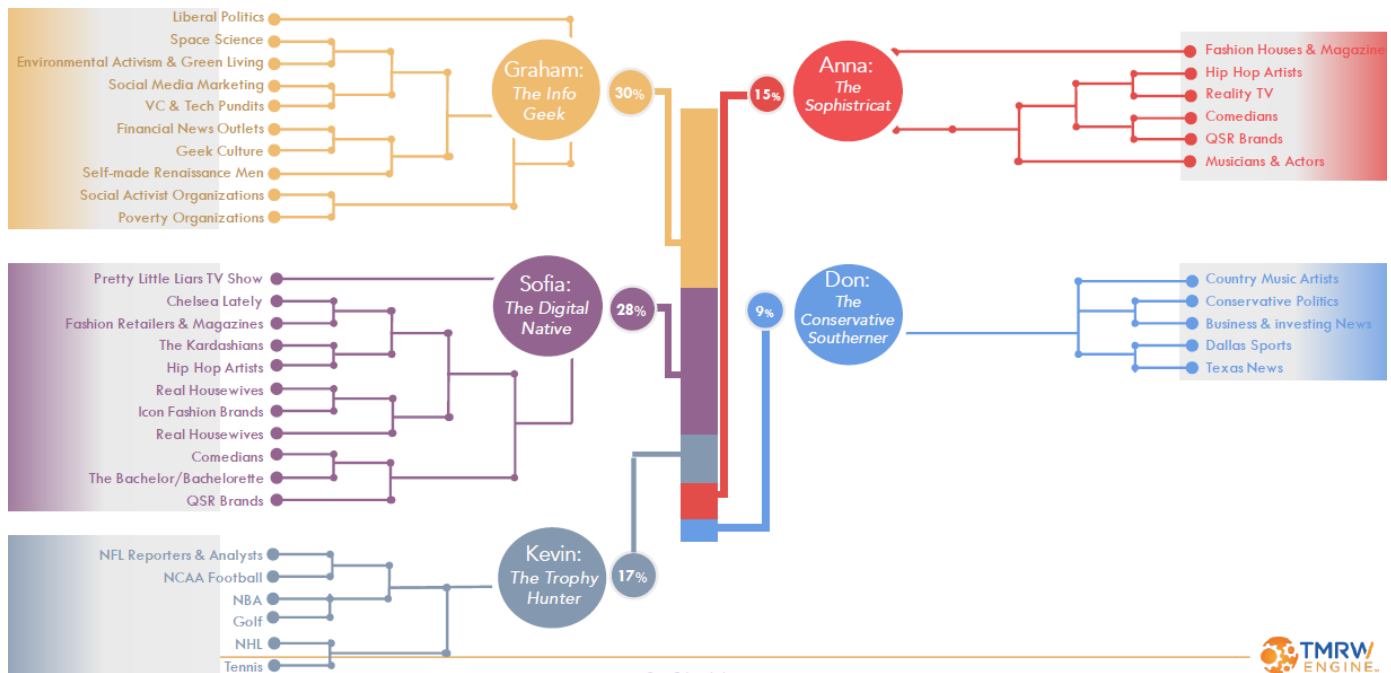 Liberal Politics
Space Science
Environmental Activism & Green Living
Social Media Marketing
VC & Tech Pundits
Financial News Outlets
Geek Culture
Self-made Renaissance Men
Social Activist Organizations
Poverty Organizations
Graham:
The Info
Geek
30%
Pretty Little Liars TV Show
Chelsea Lately
Fashion Retailers & Magazines
The Kardashians
Hip Hop Artists
Real Housewives
Icon Fashion Brands
Real Housewives
Comedians
The Bachelor/Bachelorette
QSR Brands
Sofia:
The Digital
Native
28%
NFL Reporters & Analysts
NCAA Football
NBA
Golf
NHL
Tennis
Kevin:
The Trophy
Hunter
17%
15%
Anna:
The
Sophistricat
Fashion Houses & Magazine
Hip Hop Artists
Reality TV
Comedians
QSR Brands
Musicians & Actors
9%
Don:
The
Conservative
Southerner
Country Music Artists
Conservative Politics
Business & investing News
Dallas Sports
Texas News
TMRW
ENGINE